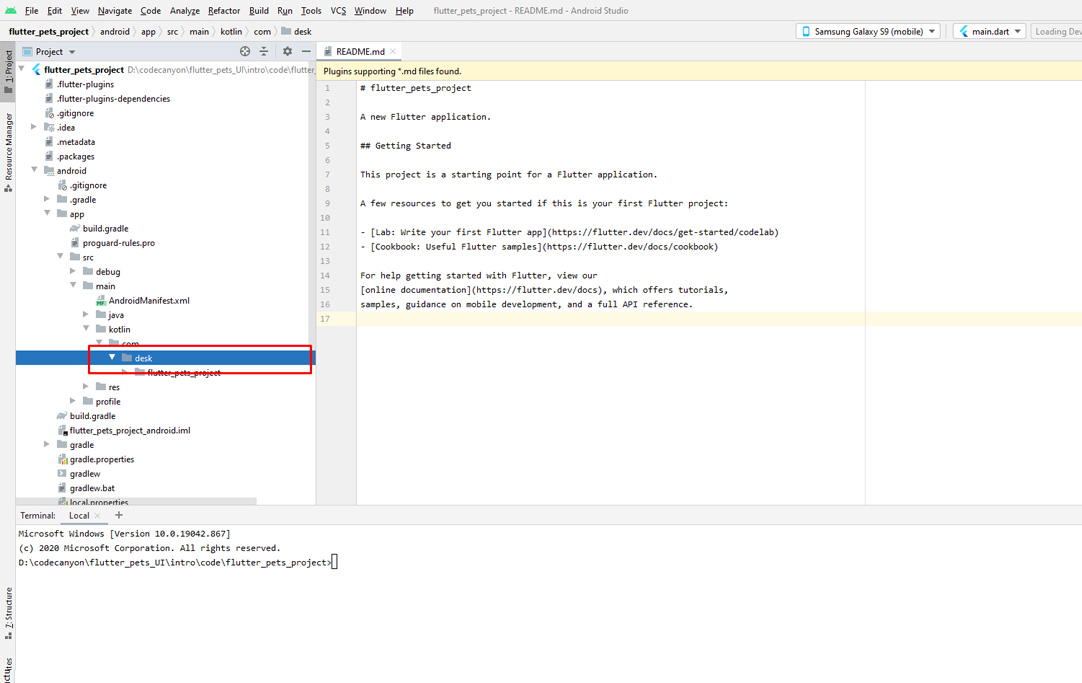 File Edit View Navigate Code Analyze Refactor Build Run Tools VCS Window Help flutter_pets_project - README.md - Android Studio
flutter_pets_project android app src main kotlin com desk Samsung Galaxy S9 (mobile) main.dart Loading Dev
Project README.md
1: Project
Resource Manager
flutter_pets_project D:\codecanyon\flutter_pets_UI\intro\code\flutter_
.flutter-plugins
.flutter-plugins-dependencies
.gitignore
.idea
.metadata
.packages
android
.gitignore
.gradle
app
build.gradle
proguard-rules.pro
src
debug
main
AndroidManifest.xml
java
kotlin
com
desk
flutter_pets_project
res
profile
build.gradle
flutter_pets_project_android.iml
gradle
gradle.properties
gradlew
gradlew.bat
local.properties
Plugins supporting *.md files found.
1 # flutter_pets_project
2
3 A new Flutter application.
4
5 ## Getting Started
6
7 This project is a starting point for a Flutter application.
8
9 A few resources to get you started if this is your first Flutter project:
10
11 - [Lab: Write your first Flutter app](https://flutter.dev/docs/get-started/codelab)
12 - [Cookbook: Useful Flutter samples](https://flutter.dev/docs/cookbook)
13
14 For help getting started with Flutter, view our
15 [online documentation](https://flutter.dev/docs), which offers tutorials,
16 samples, guidance on mobile development, and a full API reference.
17
Terminal: Local
Microsoft Windows [Version 10.0.19042.867]
(c) 2020 Microsoft Corporation. All rights reserved.
D:\codecanyon\flutter_pets_UI\intro\code\flutter_pets_project>
7: Structure